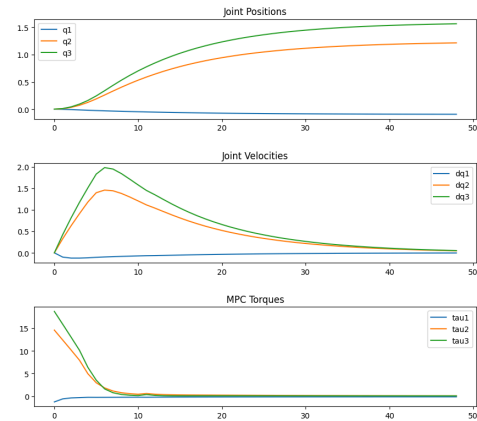 Joint Positions
1.5
1.0
0.5
0.0
q1
q2
q3
0 10 20 30 40 50
Joint Velocities
2.0
1.5
1.0
0.5
0.0
dq1
dq2
dq3
0 10 20 30 40 50
MPC Torques
15
10
5
0
tau1
tau2
tau3
0 10 20 30 40 50